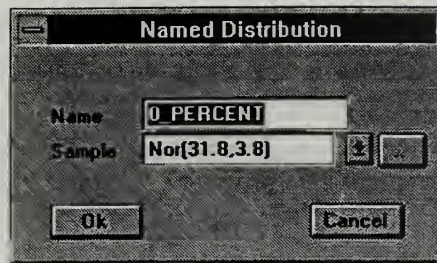 Named Distribution
Name 0_PERCENT
Sample Nor(31.8,3.8) ...
Ok Cancel